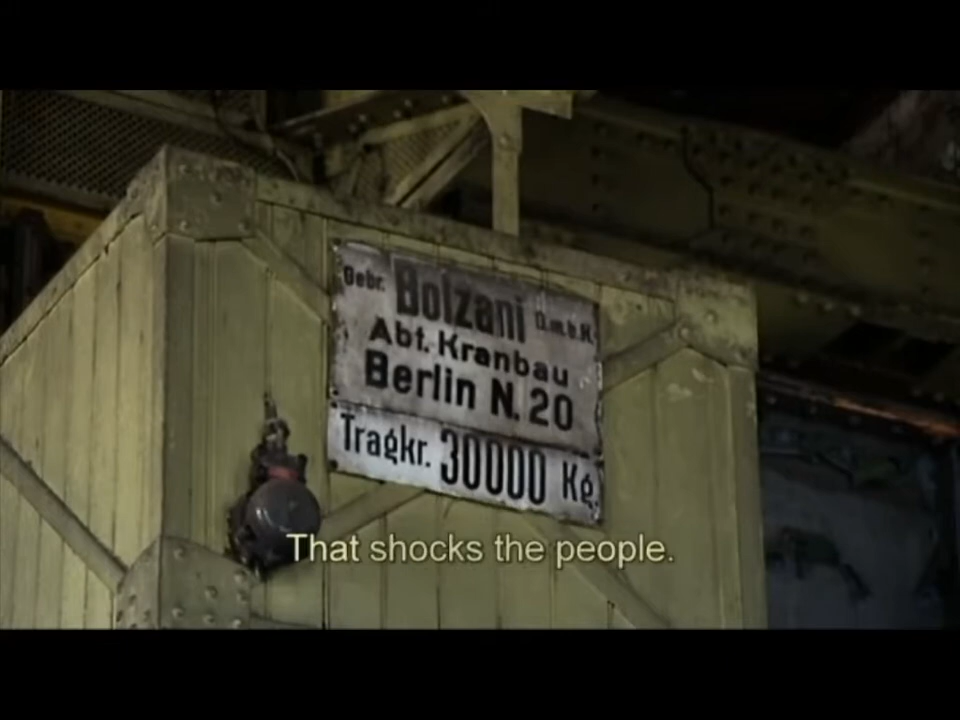 Gebr. Bolzani G.m.b.H.
Abt. Kranbau
Berlin N. 20
Tragkr. 30000 Kg.
That shocks the people.